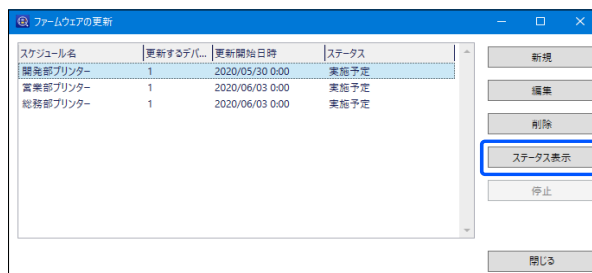 ファームウェアの更新
スケジュール名 更新するデバ... 更新開始日時 ステータス
開発部プリンター 1 2020/05/30 0:00 実施予定
営業部プリンター 1 2020/06/03 0:00 実施予定
総務部プリンター 1 2020/06/03 0:00 実施予定
新規
編集
削除
ステータス表示
停止
閉じる